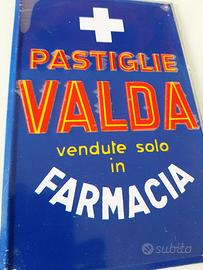 PASTIGLIE
VALDA
vendute solo
in
FARMACIA
subito